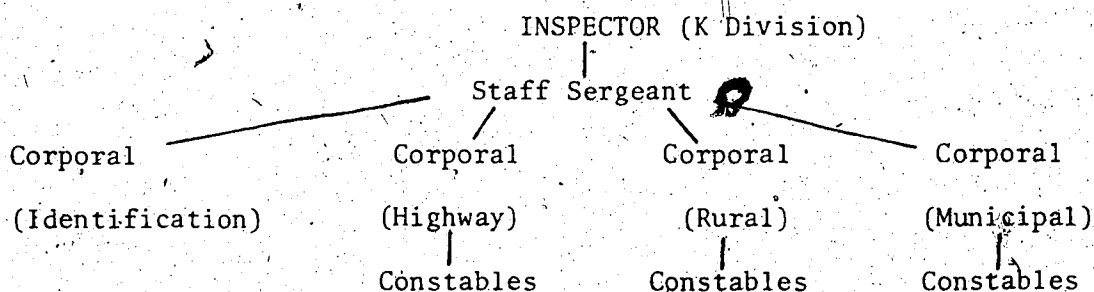 INSPECTOR (K Division)
Staff Sergeant
Corporal Corporal Corporal Corporal
(Identification) (Highway) (Rural) (Municipal)
Constables Constables Constables